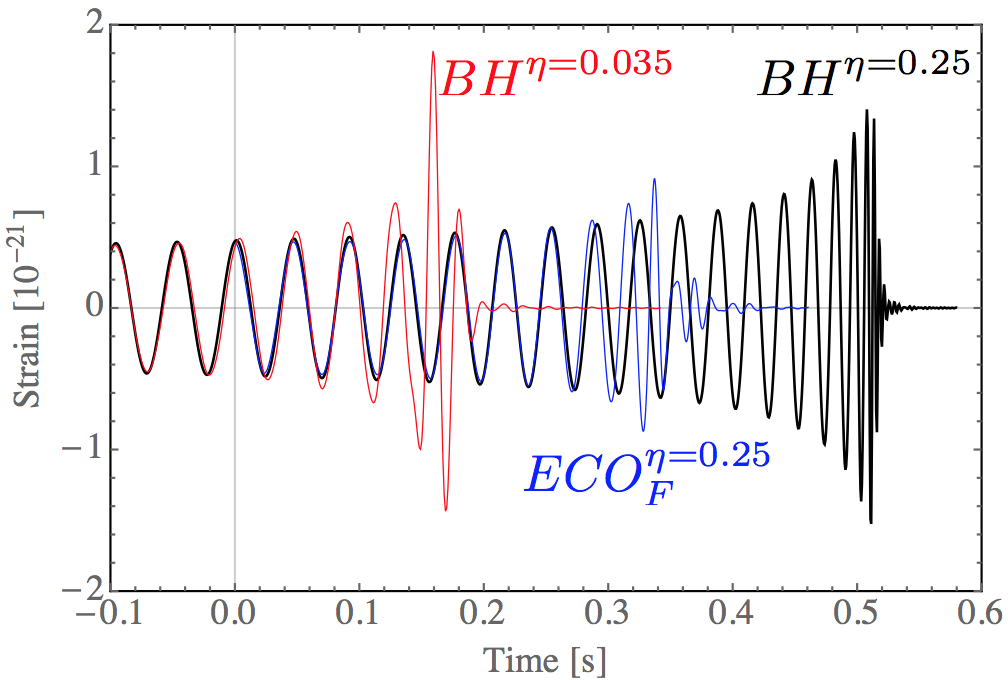 2
BH^{η=0.035} BH^{η=0.25}
1
Strain [10^{-21}]
0
−1
ECO_F^{η=0.25}
−2
−0.1 0.0 0.1 0.2 0.3 0.4 0.5 0.6
Time [s]